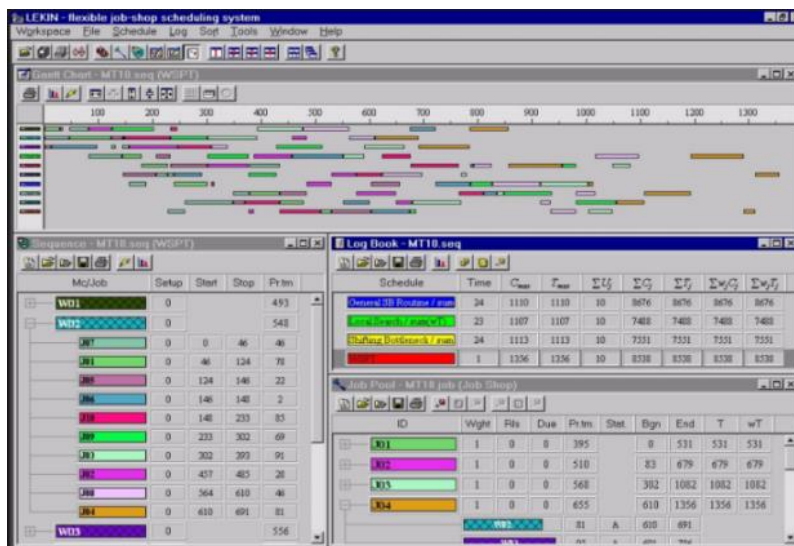 LEKIN - flexible job-shop scheduling system
Workspace File Schedule Log Sort Tools Window Help
Gantt Chart - MT10.seq (WSPT)
100 200 300 400 500 600 700 800 900 1000 1100 1200 1300
Sequence - MT10.seq (WSPT)
Mc/Job Setup Start Stop Pr.tm
WD1 0 493
WD2 0 548
J07 0 0 46 46
J01 0 46 124 78
J05 0 124 146 22
J06 0 146 148 2
J10 0 148 233 85
J09 0 233 302 69
J03 0 302 393 91
J02 0 457 485 28
J08 0 564 610 46
J04 0 610 691 81
WD3 0 556
Log Book - MT10.seq
Schedule Time Cmax Tmax ΣUj ΣCj ΣTj ΣwjCj ΣwjTj
General SB Routine / sum 24 1110 1110 10 8676 8676 8676 8676
Local Search / sum(wT) 23 1107 1107 10 7488 7488 7488 7488
Shifting Bottleneck / sum 24 1113 1113 10 7551 7551 7551 7551
WSPT 1 1356 1356 10 8538 8538 8538 8538
Job Pool - MT10.job (Job Shop)
ID Wght Rls Due Pr.tm Stat Bgn End T wT
J01 1 0 0 395 0 531 531 531
J02 1 0 0 510 83 679 679 679
J03 1 0 0 568 302 1082 1082 1082
J04 1 0 0 655 610 1356 1356 1356
WD2 81 A 610 691